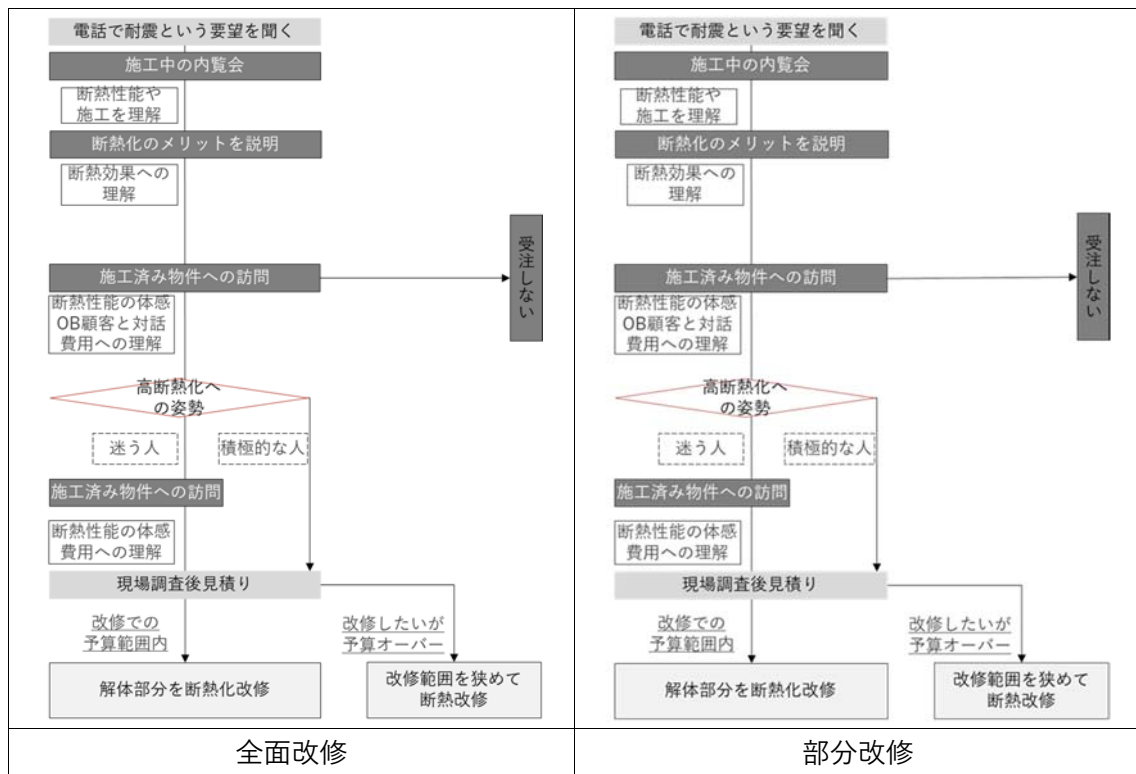 電話で耐震という要望を聞く
施工中の内覧会
断熱性能や
施工を理解
断熱化のメリットを説明
断熱効果への
理解
施工済み物件への訪問
受注しない
断熱性能の体感
OB顧客と対話
費用への理解
高断熱化へ
の姿勢
迷う人
積極的な人
施工済み物件への訪問
断熱性能の体感
費用への理解
現場調査後見積り
改修での
予算範囲内
改修したいが
予算オーバー
解体部分を断熱化改修
改修範囲を狭めて
断熱改修
全面改修
電話で耐震という要望を聞く
施工中の内覧会
断熱性能や
施工を理解
断熱化のメリットを説明
断熱効果への
理解
施工済み物件への訪問
受注しない
断熱性能の体感
OB顧客と対話
費用への理解
高断熱化へ
の姿勢
迷う人
積極的な人
施工済み物件への訪問
断熱性能の体感
費用への理解
現場調査後見積り
改修での
予算範囲内
改修したいが
予算オーバー
解体部分を断熱化改修
改修範囲を狭めて
断熱改修
部分改修